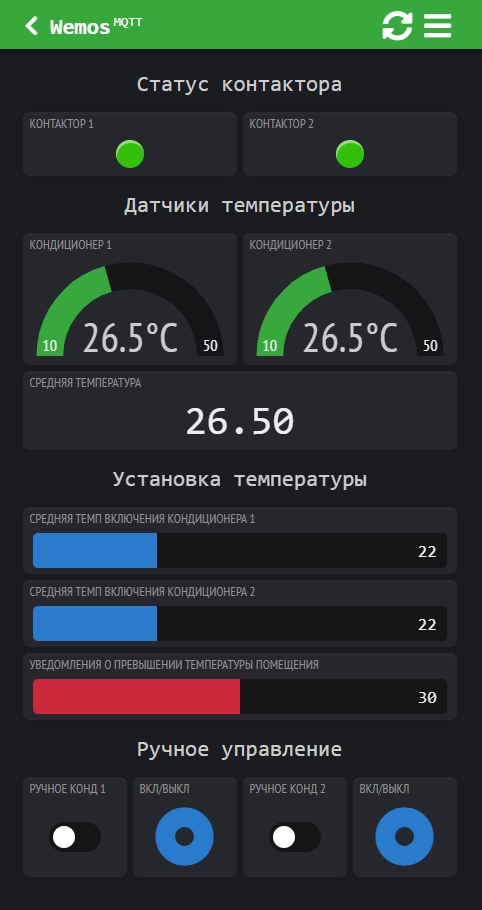 Wemos MQTT
Статус контактора
КОНТАКТОР 1
КОНТАКТОР 2
Датчики температуры
КОНДИЦИОНЕР 1
КОНДИЦИОНЕР 2
10 26.5°C 50
10 26.5°C 50
СРЕДНЯЯ ТЕМПЕРАТУРА
26.50
Установка температуры
СРЕДНЯЯ ТЕМП ВКЛЮЧЕНИЯ КОНДИЦИОНЕРА 1
22
СРЕДНЯЯ ТЕМП ВКЛЮЧЕНИЯ КОНДИЦИОНЕРА 2
22
УВЕДОМЛЕНИЯ О ПРЕВЫШЕНИИ ТЕМПЕРАТУРЫ ПОМЕЩЕНИЯ
30
Ручное управление
РУЧНОЕ КОНД 1
ВКЛ/ВЫКЛ
РУЧНОЕ КОНД 2
ВКЛ/ВЫКЛ